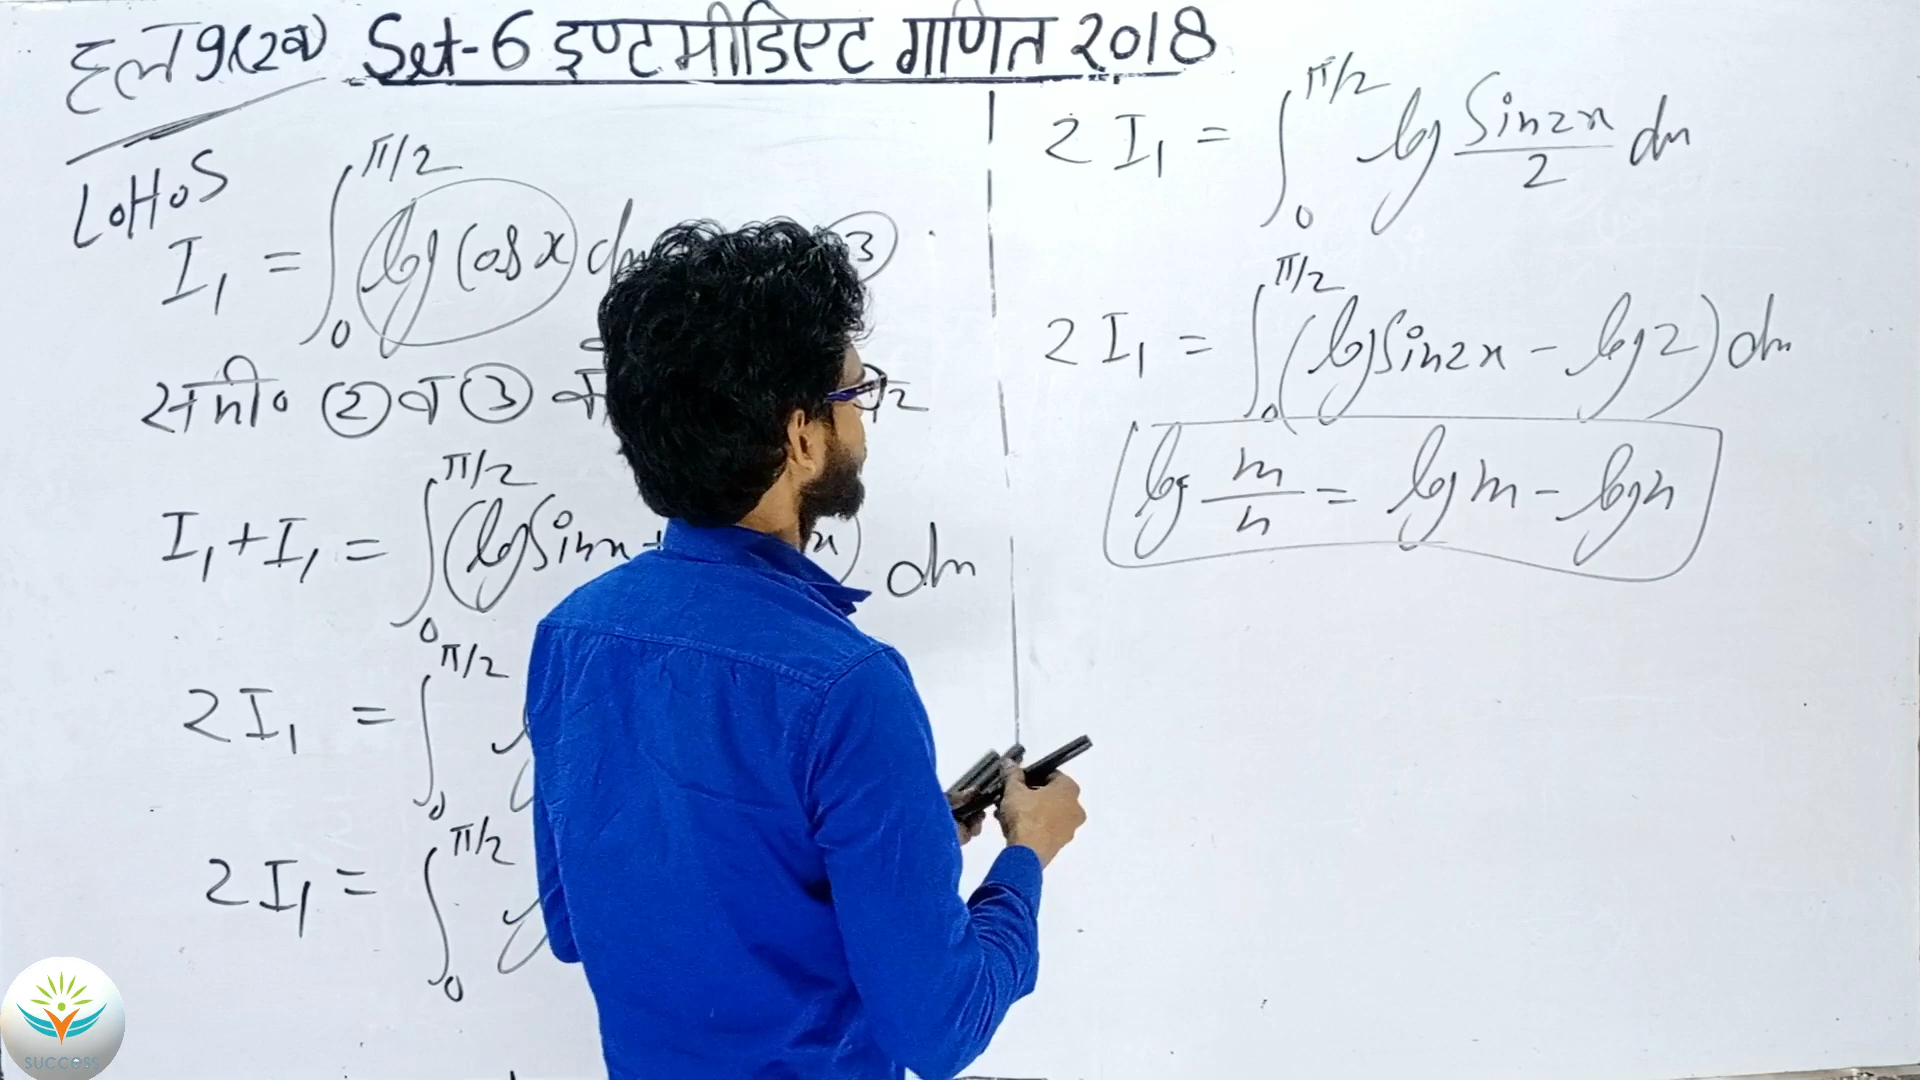 हल 9(2व) Set-6 इण्टरमीडिएट गणित 2018
L.H.S
I₁ = ∫₀^π/2 log cos x dx 3
समी० ② व ③ को
I₁ + I₁ = ∫₀^π/2 (log sin x + x) dx
2I₁ = ∫₀^π/2
2I₁ = ∫₀^π/2
2I₁ = ∫₀^π/2 log sin2x/2 dx
2I₁ = ∫₀^π/2 (log sin2x - log 2) dx
log m/n = log m - log n
SUCCESS